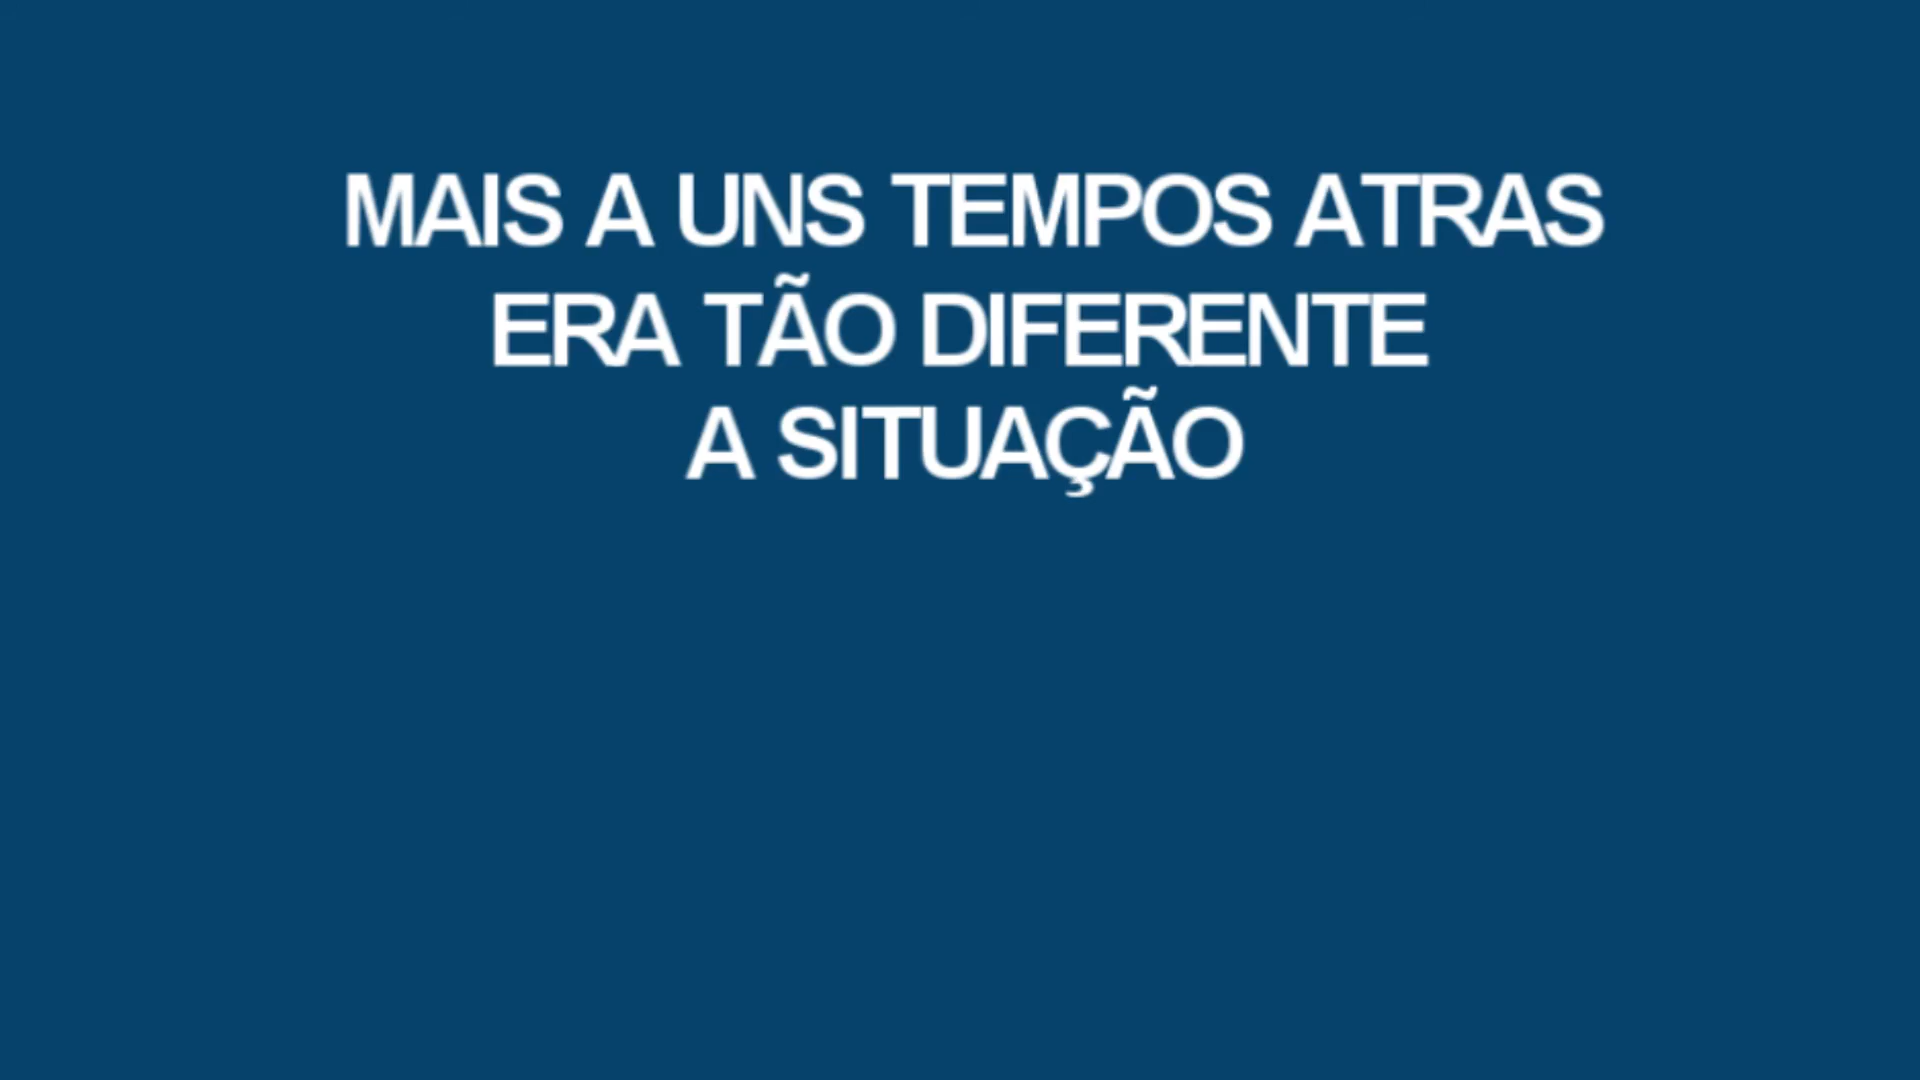 MAIS A UNS TEMPOS ATRAS
ERA TÃO DIFERENTE
A SITUAÇÃO